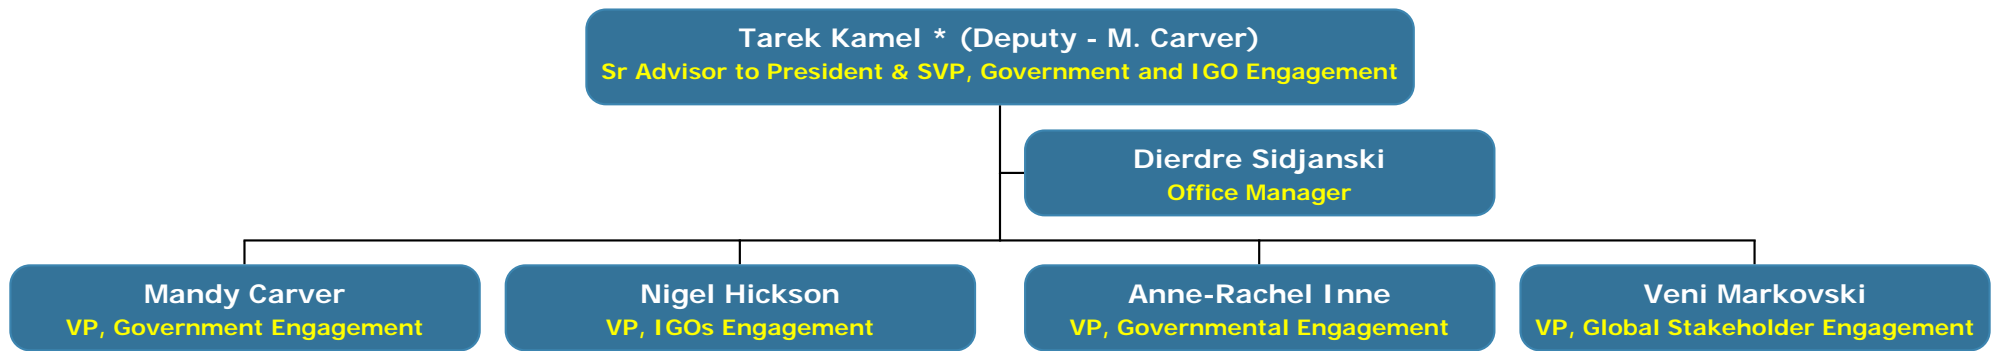 Tarek Kamel * (Deputy - M. Carver)
Sr Advisor to President & SVP, Government and IGO Engagement
Dierdre Sidjanski
Office Manager
Mandy Carver
VP, Government Engagement
Nigel Hickson
VP, IGOs Engagement
Anne-Rachel Inne
VP, Governmental Engagement
Veni Markovski
VP, Global Stakeholder Engagement